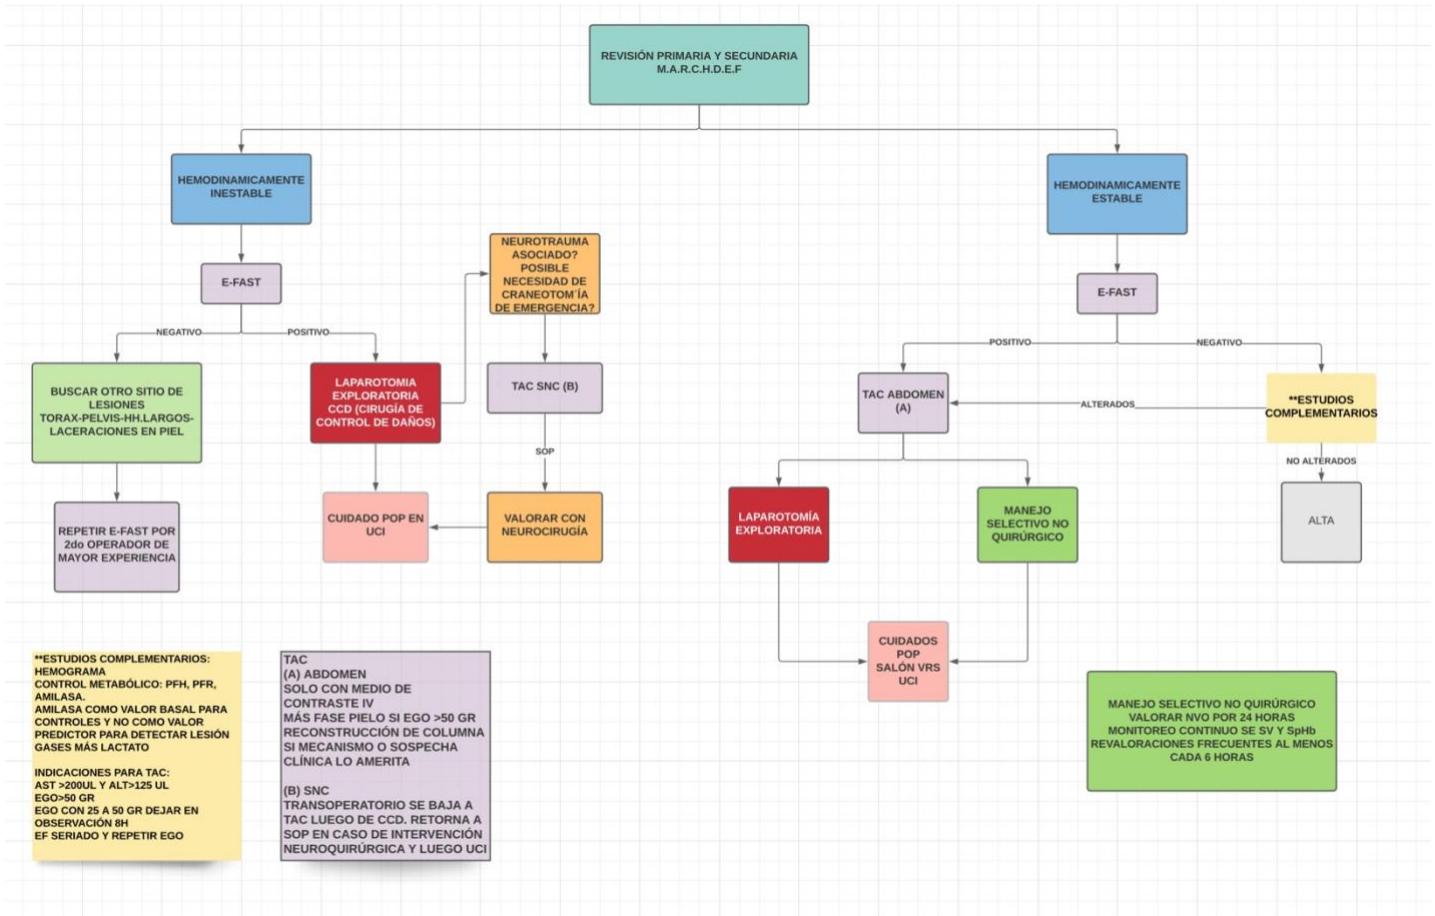 REVISIÓN PRIMARIA Y SECUNDARIA
M.A.R.C.H.D.E.F
HEMODINAMICAMENTE
INESTABLE
E-FAST
NEGATIVO
POSITIVO
BUSCAR OTRO SITIO DE
LESIONES
TORAX-PELVIS-HH.LARGOS-
LACERACIONES EN PIEL
REPETIR E-FAST POR
2do OPERADOR DE
MAYOR EXPERIENCIA
LAPAROTOMIA
EXPLORATORIA
CCD (CIRUGÍA DE
CONTROL DE DAÑOS)
CUIDADO POP EN
UCI
NEUROTRAUMA
ASOCIADO?
POSIBLE
NECESIDAD DE
CRANEOTOM´ÍA
DE EMERGENCIA?
TAC SNC (B)
SOP
VALORAR CON
NEUROCIRUGÍA
HEMODINAMICAMENTE
ESTABLE
E-FAST
POSITIVO
NEGATIVO
TAC ABDOMEN
(A)
ALTERADOS
**ESTUDIOS
COMPLEMENTARIOS
NO ALTERADOS
ALTA
LAPAROTOMÍA
EXPLORATORIA
MANEJO
SELECTIVO NO
QUIRÚRGICO
CUIDADOS
POP
SALÓN VRS
UCI
**ESTUDIOS COMPLEMENTARIOS:
HEMOGRAMA
CONTROL METABÓLICO: PFH, PFR,
AMILASA.
AMILASA COMO VALOR BASAL PARA
CONTROLES Y NO COMO VALOR
PREDICTOR PARA DETECTAR LESIÓN
GASES MÁS LACTATO
INDICACIONES PARA TAC:
AST >200UL Y ALT>125 UL
EGO>50 GR
EGO CON 25 A 50 GR DEJAR EN
OBSERVACIÓN 8H
EF SERIADO Y REPETIR EGO
TAC
(A) ABDOMEN
SOLO CON MEDIO DE
CONTRASTE IV
MÁS FASE PIELO SI EGO >50 GR
RECONSTRUCCIÓN DE COLUMNA
SI MECANISMO O SOSPECHA
CLÍNICA LO AMERITA
(B) SNC
TRANSOPERATORIO SE BAJA A
TAC LUEGO DE CCD. RETORNA A
SOP EN CASO DE INTERVENCIÓN
NEUROQUIRÚRGICA Y LUEGO UCI
MANEJO SELECTIVO NO QUIRÚRGICO
VALORAR NVO POR 24 HORAS
MONITOREO CONTINUO SE SV Y SpHb
REVALORACIONES FRECUENTES AL MENOS
CADA 6 HORAS